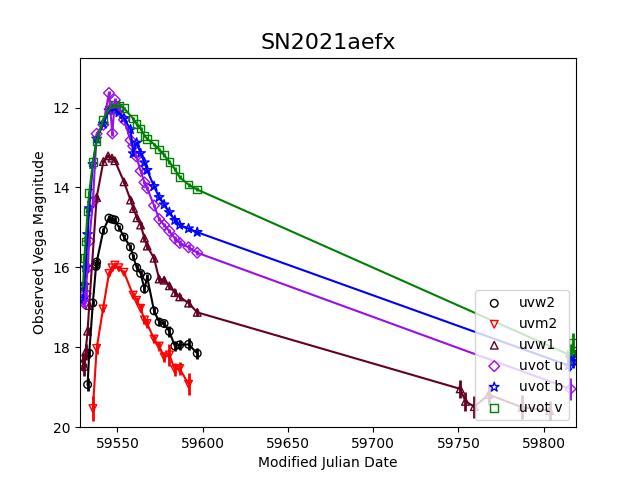 SN2021aefx
Observed Vega Magnitude
12
14
16
18
20
59550
59600
59650
59700
59750
59800
Modified Julian Date
uvw2
uvm2
uvw1
uvot u
uvot b
uvot v